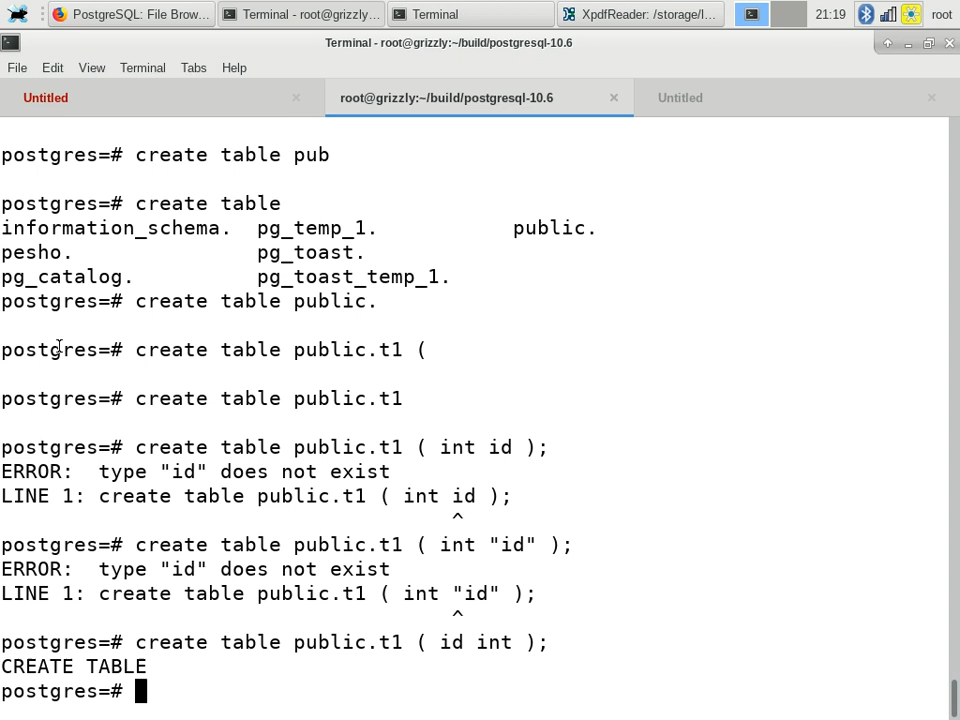 PostgreSQL: File Brow...
Terminal - root@grizzly:...
Terminal
XpdfReader: /storage/l...
21:19
root
Terminal - root@grizzly:~/build/postgresql-10.6
File Edit View Terminal Tabs Help
Untitled
root@grizzly:~/build/postgresql-10.6
Untitled
postgres=# create table pub
postgres=# create table
information_schema. pg_temp_1. public.
pesho. pg_toast.
pg_catalog. pg_toast_temp_1.
postgres=# create table public.
postgres=# create table public.t1 (
postgres=# create table public.t1
postgres=# create table public.t1 ( int id );
ERROR:  type "id" does not exist
LINE 1: create table public.t1 ( int id );
^
postgres=# create table public.t1 ( int "id" );
ERROR:  type "id" does not exist
LINE 1: create table public.t1 ( int "id" );
^
postgres=# create table public.t1 ( id int );
CREATE TABLE
postgres=#